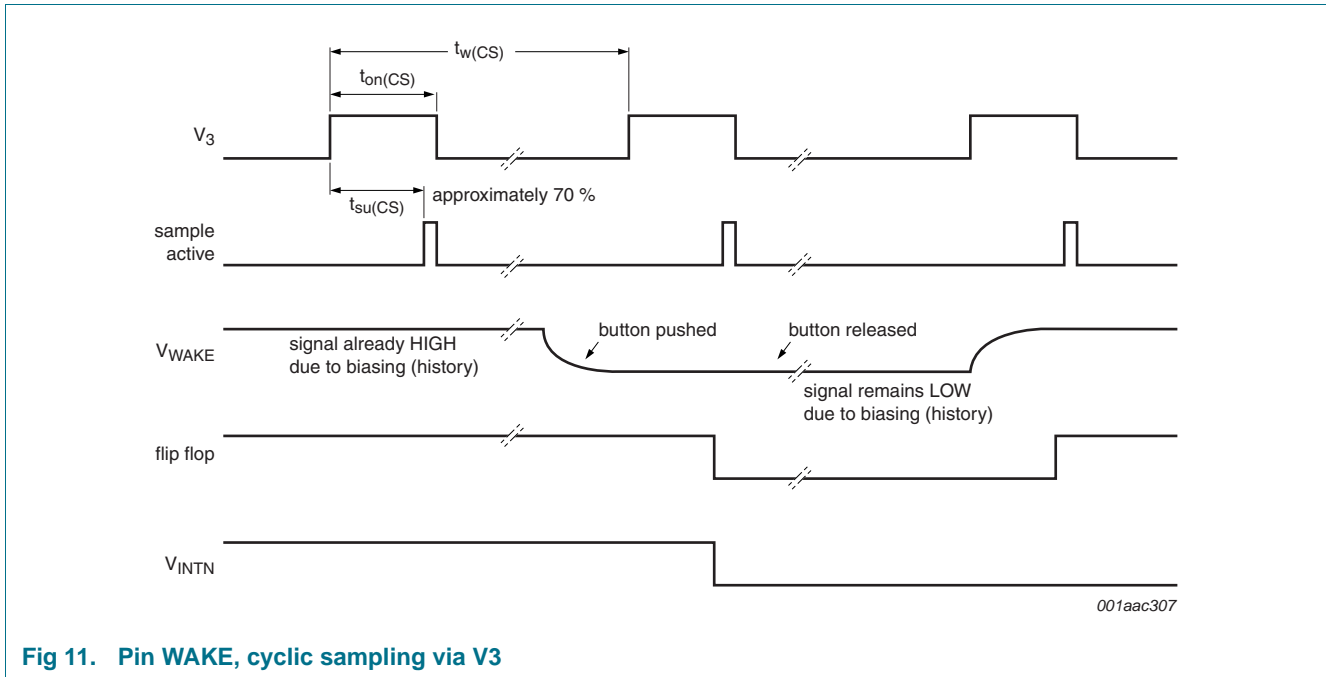 tw(CS)
ton(CS)
V3
tsu(CS)
approximately 70 %
sample
active
button pushed
button released
VWAKE
signal already HIGH
due to biasing (history)
signal remains LOW
due to biasing (history)
flip flop
VINTN
001aac307
Fig 11. Pin WAKE, cyclic sampling via V3